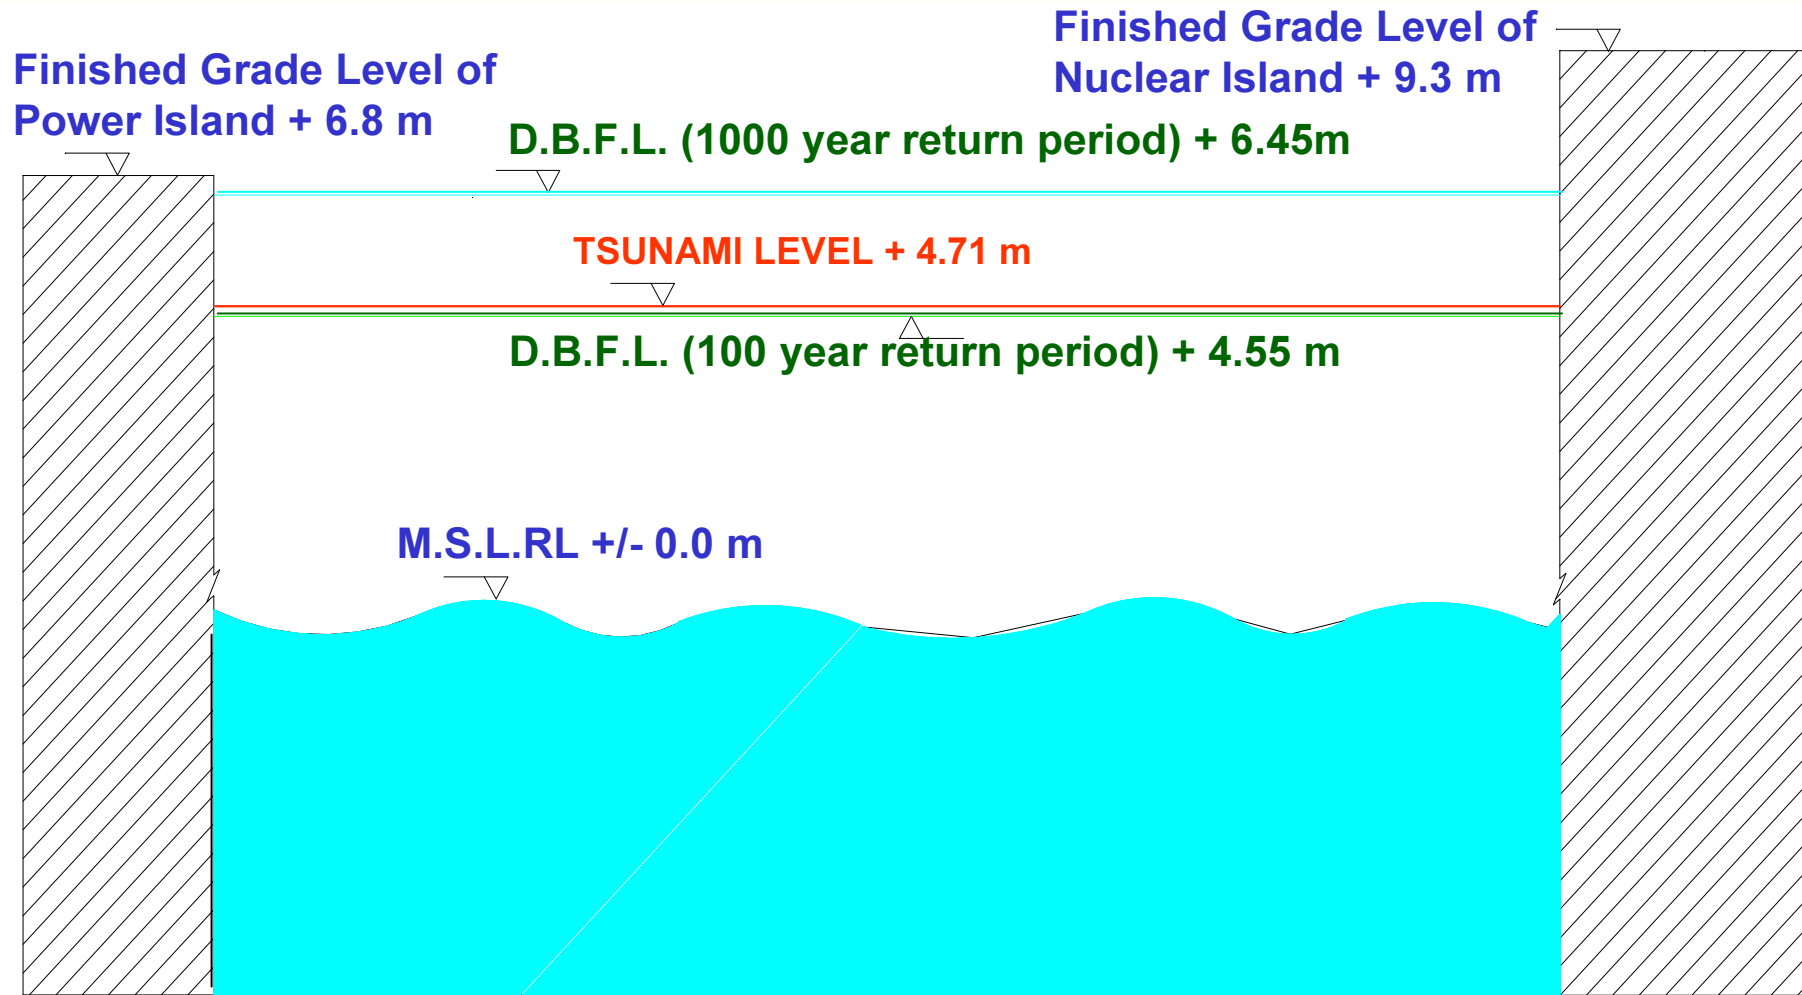 Finished Grade Level of
Power Island + 6.8 m
Finished Grade Level of
Nuclear Island + 9.3 m
D.B.F.L. (1000 year return period) + 6.45m
TSUNAMI LEVEL + 4.71 m
D.B.F.L. (100 year return period) + 4.55 m
M.S.L.RL +/- 0.0 m